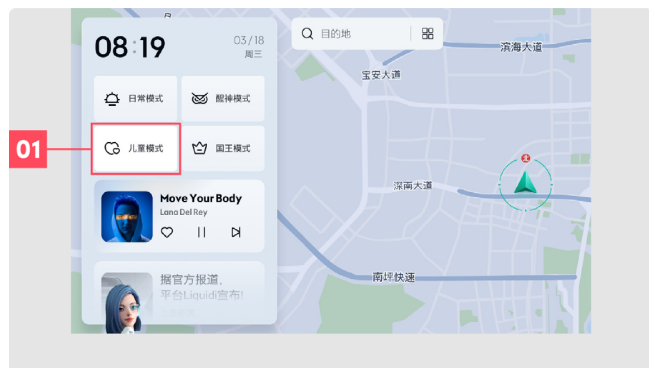 08:19
03/18
周三
日常模式
醒神模式
儿童模式
国王模式
01
Move Your Body
Lana Del Rey
据官方报道,
平台Liquidi宣布!
目的地
滨海大道
宝安大道
深南大道
南坪快速
北